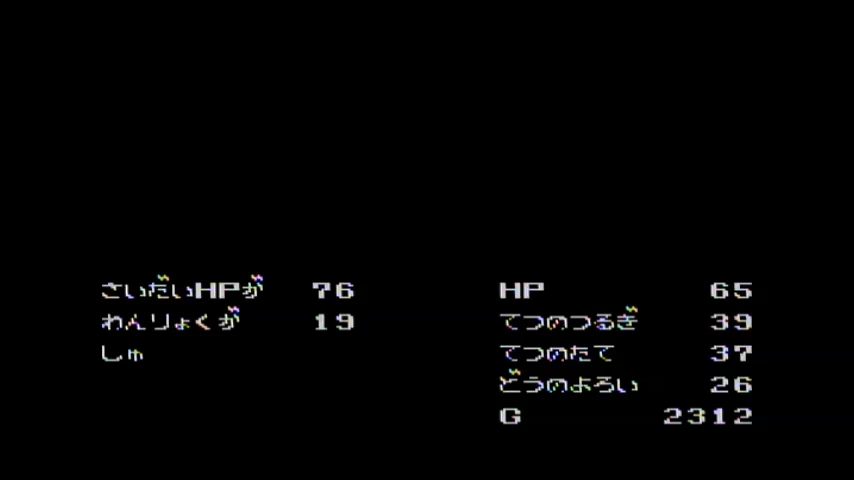 さいだいHPが 76
わんりょくが 19
しゅ
HP 65
てつのつるぎ 39
てつのたて 37
どうのよろい 26
G 2312